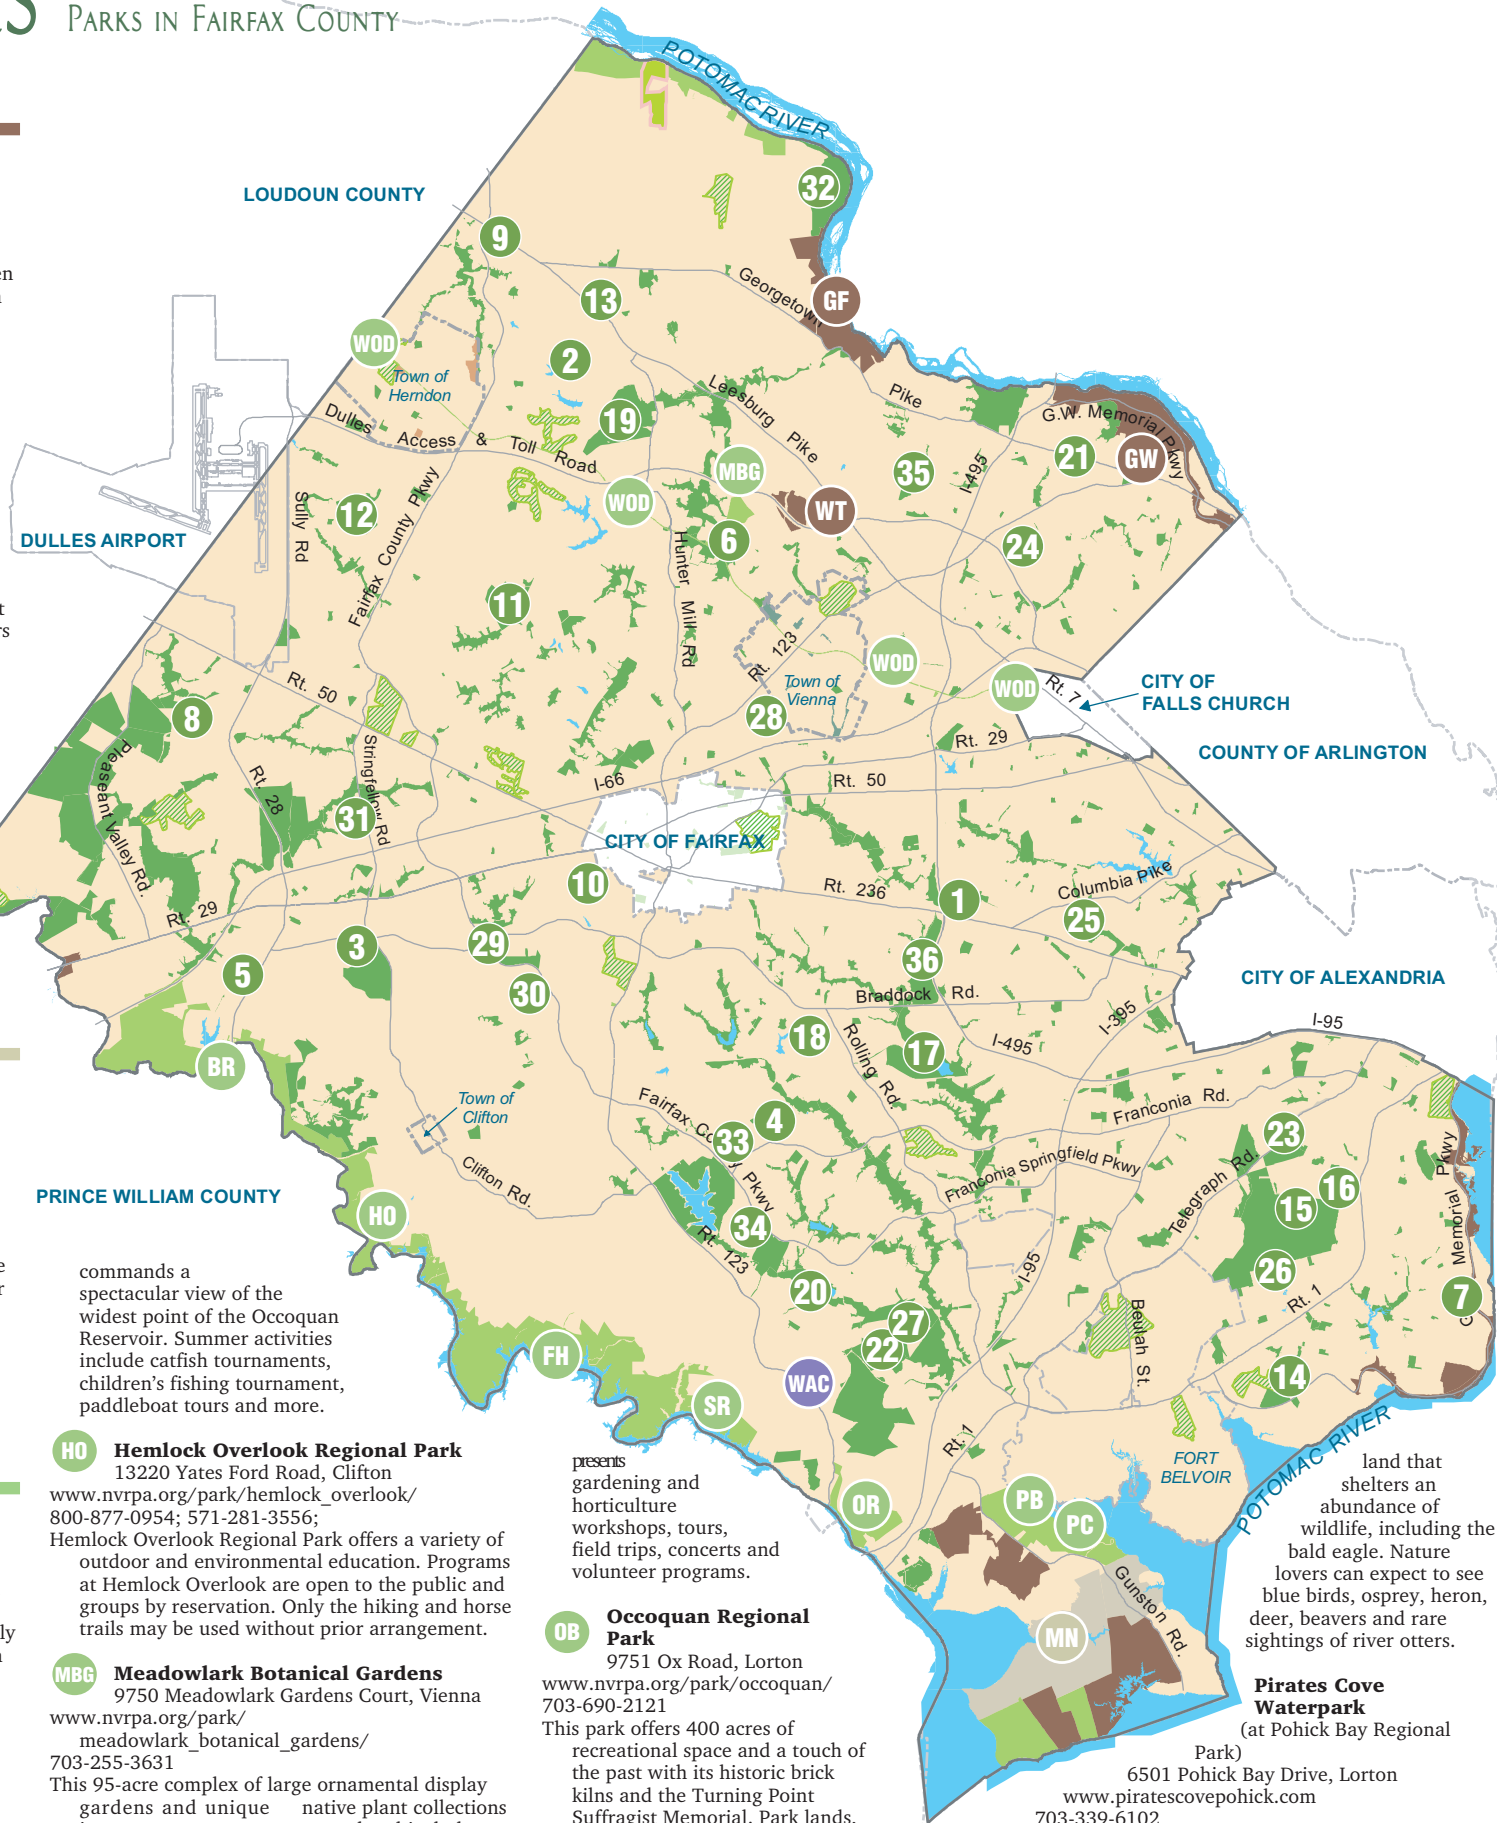 PARKS IN FAIRFAX COUNTY
POTOMAC RIVER
LOUDOUN COUNTY
32
9
13
Georgetown
GF
WOD
2
Town of
Herndon
Leesburg Pike
Pike
G.W. Memorial Pkwy
19
Dulles Access & Toll Road
21
GW
MBG
35
I-495
WOD
WT
12
Sully Rd
Fairfax County Pkwy
DULLES AIRPORT
6
24
Hunter Mill Rd
11
Rt. 123
WOD
WOD
Rt. 7
CITY OF
FALLS CHURCH
Rt. 50
Town of
Vienna
28
8
COUNTY OF ARLINGTON
Rt. 29
Pleaseant Valley Rd.
Stringfellow Rd
Rt. 28
I-66
Rt. 50
31
CITY OF FAIRFAX
10
Rt. 236
1
Columbia Pike
25
Rt. 29
3
29
36
5
30
Braddock Rd.
CITY OF ALEXANDRIA
18
Rolling Rd.
17
I-495
I-395
I-95
BR
Town of
Clifton
Fairfax Co y Pkwy
4
33
Franconia Rd.
23
Franconia Springfield Pkwy
Telegraph Rd.
Pkwy
Memorial
16
15
PRINCE WILLIAM COUNTY
Clifton Rd.
HO
34
Rt. 123
I-95
26
Rt. 1
7
20
27
22
Beulah St.
FH
WAC
14
SR
Rt. 1
POTOMAC RIVER
FORT
BELVOIR
OR
PB
PC
Gunston Rd.
MN
commands a
spectacular view of the
widest point of the Occoquan
Reservoir. Summer activities
include catfish tournaments,
children's fishing tournament,
paddleboat tours and more.
HO Hemlock Overlook Regional Park
13220 Yates Ford Road, Clifton
www.nvrpa.org/park/hemlock_overlook/
800-877-0954; 571-281-3556;
Hemlock Overlook Regional Park offers a variety of
outdoor and environmental education. Programs
at Hemlock Overlook are open to the public and
groups by reservation. Only the hiking and horse
trails may be used without prior arrangement.
MBG Meadowlark Botanical Gardens
9750 Meadowlark Gardens Court, Vienna
www.nvrpa.org/park/
meadowlark_botanical_gardens/
703-255-3631
This 95-acre complex of large ornamental display
gardens and unique native plant collections
presents
gardening and
horticulture
workshops, tours,
field trips, concerts and
volunteer programs.
OB Occoquan Regional
Park
9751 Ox Road, Lorton
www.nvrpa.org/park/occoquan/
703-690-2121
This park offers 400 acres of
recreational space and a touch of
the past with its historic brick
kilns and the Turning Point
Suffragist Memorial. Park lands,
land that
shelters an
abundance of
wildlife, including the
bald eagle. Nature
lovers can expect to see
blue birds, osprey, heron,
deer, beavers and rare
sightings of river otters.
Pirates Cove
Waterpark
(at Pohick Bay Regional
Park)
6501 Pohick Bay Drive, Lorton
www.piratescovepohick.com
703-339-6102